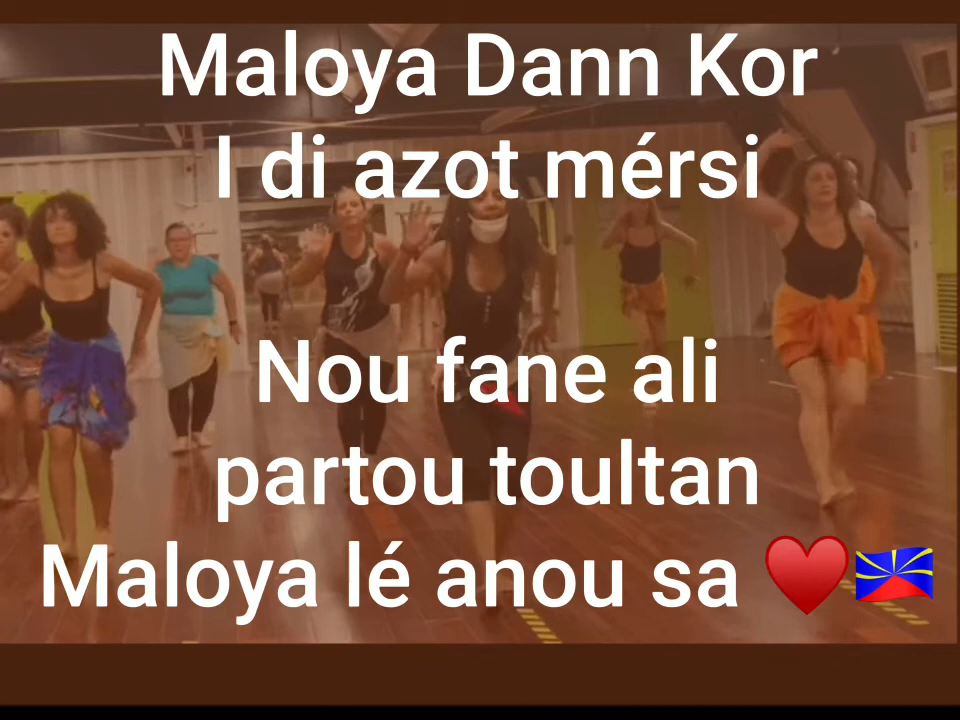 Maloya Dann Kor
I di azot mérsi
Nou fane ali
partou toultan
Maloya lé anou sa ♥️